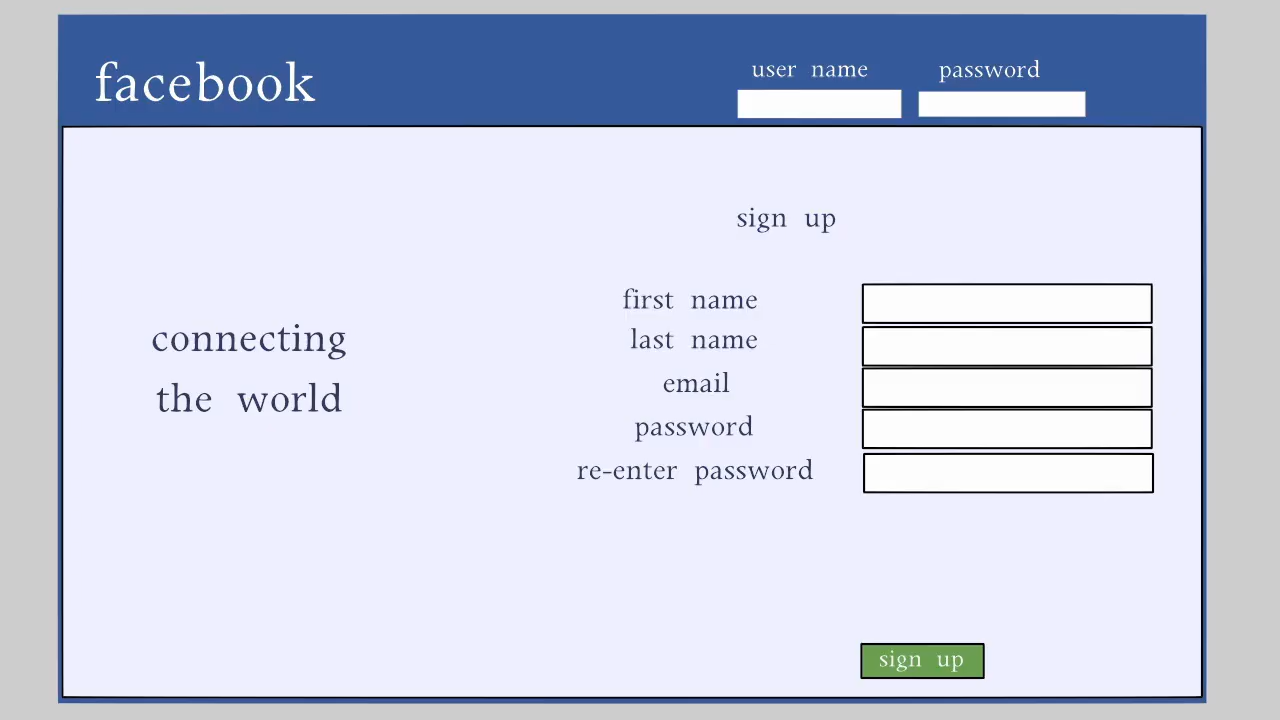 facebook
user name
password
sign up
first name
last name
email
password
re-enter password
connecting
the world
sign up